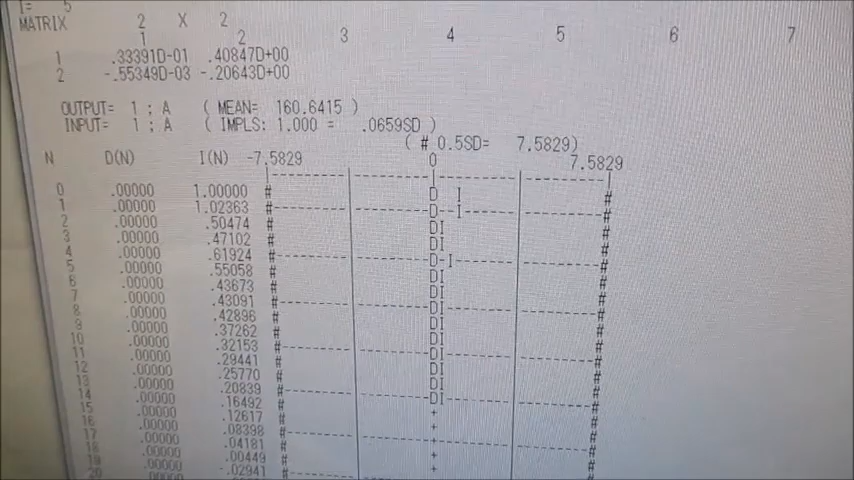 I= 5
MATRIX 2 X 2
1 2 3 4 5 6 7
1 .33391D-01 .40847D+00
2 -.55349D-03 -.20643D+00
OUTPUT= 1 : A ( MEAN= 160.6415 )
INPUT= 1 : A ( IMPLS: 1.000 = .0659SD )
( # 0.5SD= 7.5829)
N D(N) I(N) -7.5829 0 7.5829
0 .00000 1.00000 # D I #
1 .00000 1.02363 #---------D--I---------#
2 .00000 .50474 # DI #
3 .00000 .47102 # DI #
4 .00000 .61924 #---------D-I---------#
5 .00000 .55058 # DI #
6 .00000 .43673 # DI #
7 .00000 .43091 #---------DI---------#
8 .00000 .42896 # DI #
9 .00000 .37262 # DI #
10 .00000 .32153 #---------DI---------#
11 .00000 .29441 # DI #
12 .00000 .25770 # DI #
13 .00000 .20839 #---------DI---------#
14 .00000 .16492 # DI #
15 .00000 .12617 # + #
16 .00000 .08398 #---------+---------#
17 .00000 .04181 # + #
18 .00000 .00449 # + #
19 .00000 -.02941 #---------+---------#
20 .00000